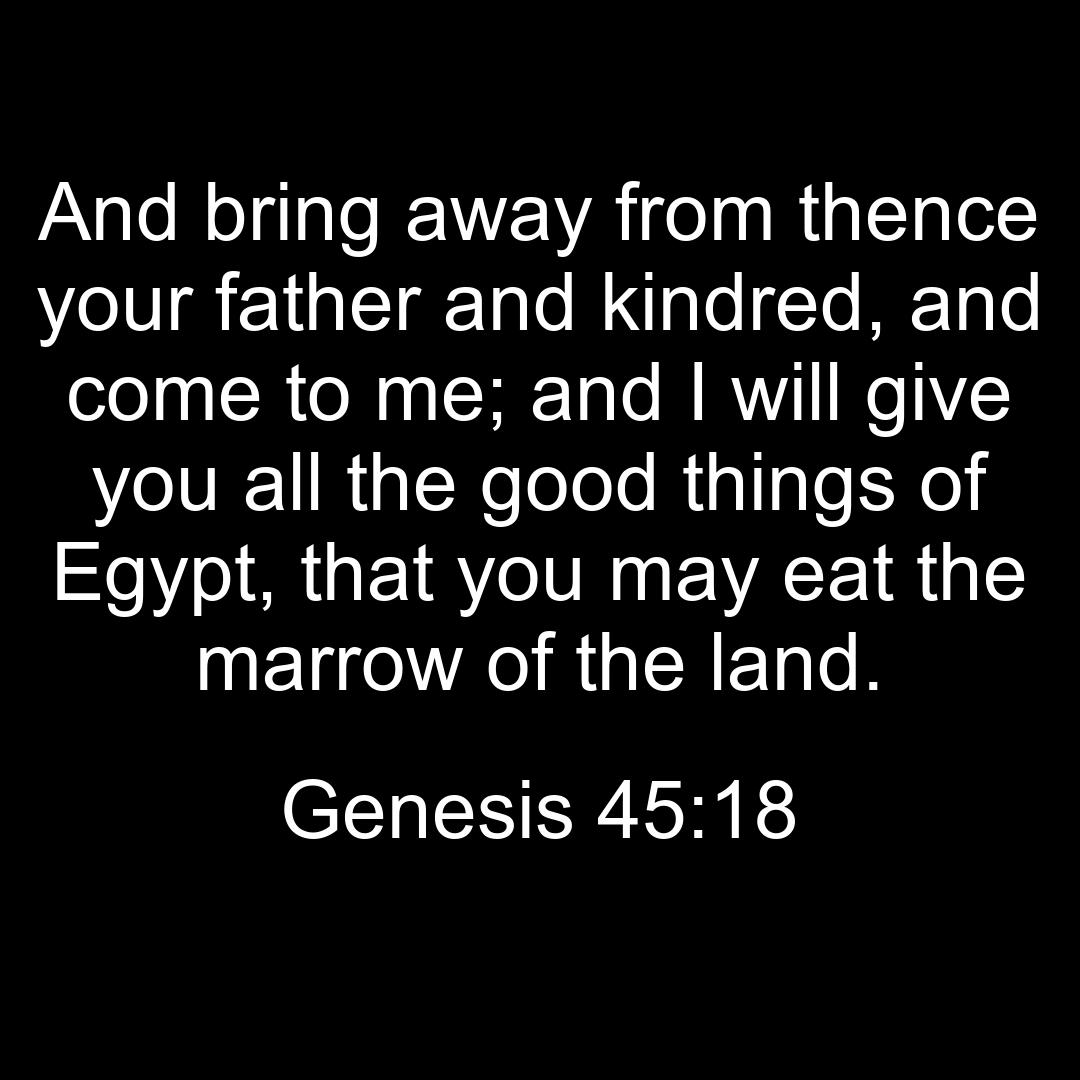 And bring away from thence
your father and kindred, and
come to me; and I will give
you all the good things of
Egypt, that you may eat the
marrow of the land.
Genesis 45:18